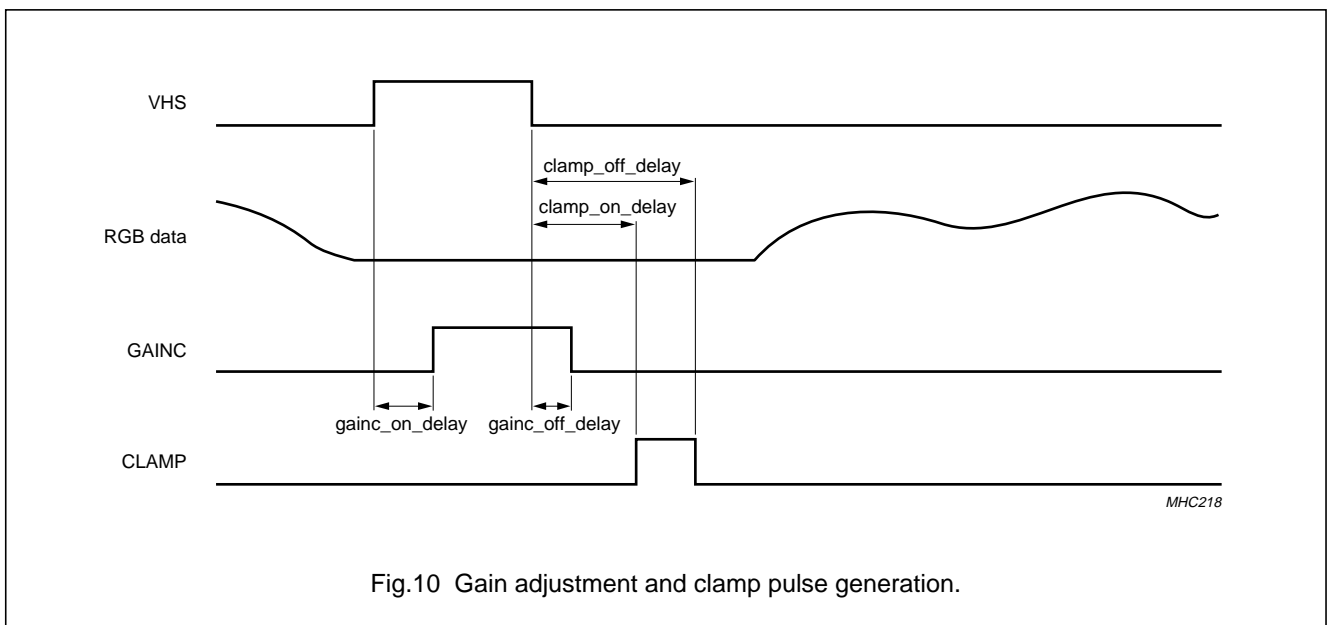 VHS
clamp_off_delay
clamp_on_delay
RGB data
GAINC
gainc_on_delay gainc_off_delay
CLAMP
MHC218
Fig.10 Gain adjustment and clamp pulse generation.